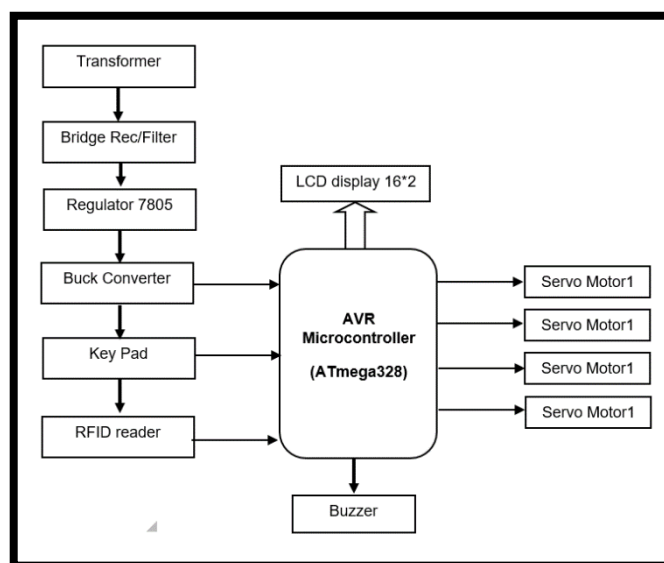 Transformer
Bridge Rec/Filter
Regulator 7805
Buck Converter
Key Pad
RFID reader
LCD display 16*2
AVR
Microcontroller
(ATmega328)
Buzzer
Servo Motor1
Servo Motor1
Servo Motor1
Servo Motor1